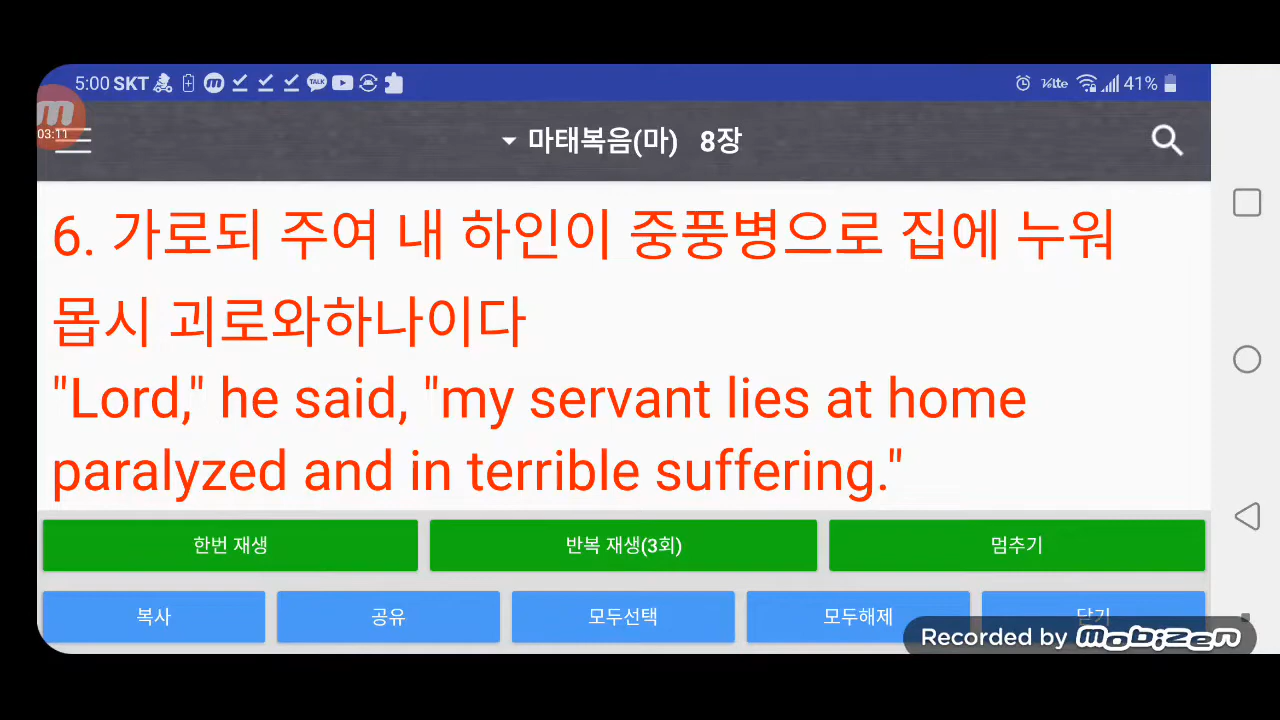 5:00 SKT TALK VoLTE 41%
03:11
마태복음(마) 8장
6. 가로되 주여 내 하인이 중풍병으로 집에 누워
몹시 괴로와하나이다
"Lord," he said, "my servant lies at home
paralyzed and in terrible suffering."
한번 재생 반복 재생(3회) 멈추기
복사 공유 모두선택 모두해제 닫기
Recorded by mobizen